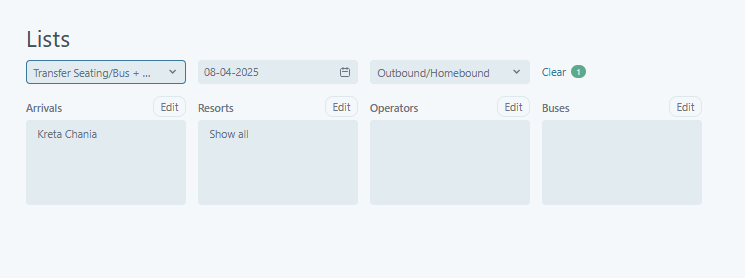 Lists
Transfer Seating/Bus + ... 08-04-2025 Outbound/Homebound Clear 1
Arrivals Edit Resorts Edit Operators Edit Buses Edit
Kreta Chania Show all